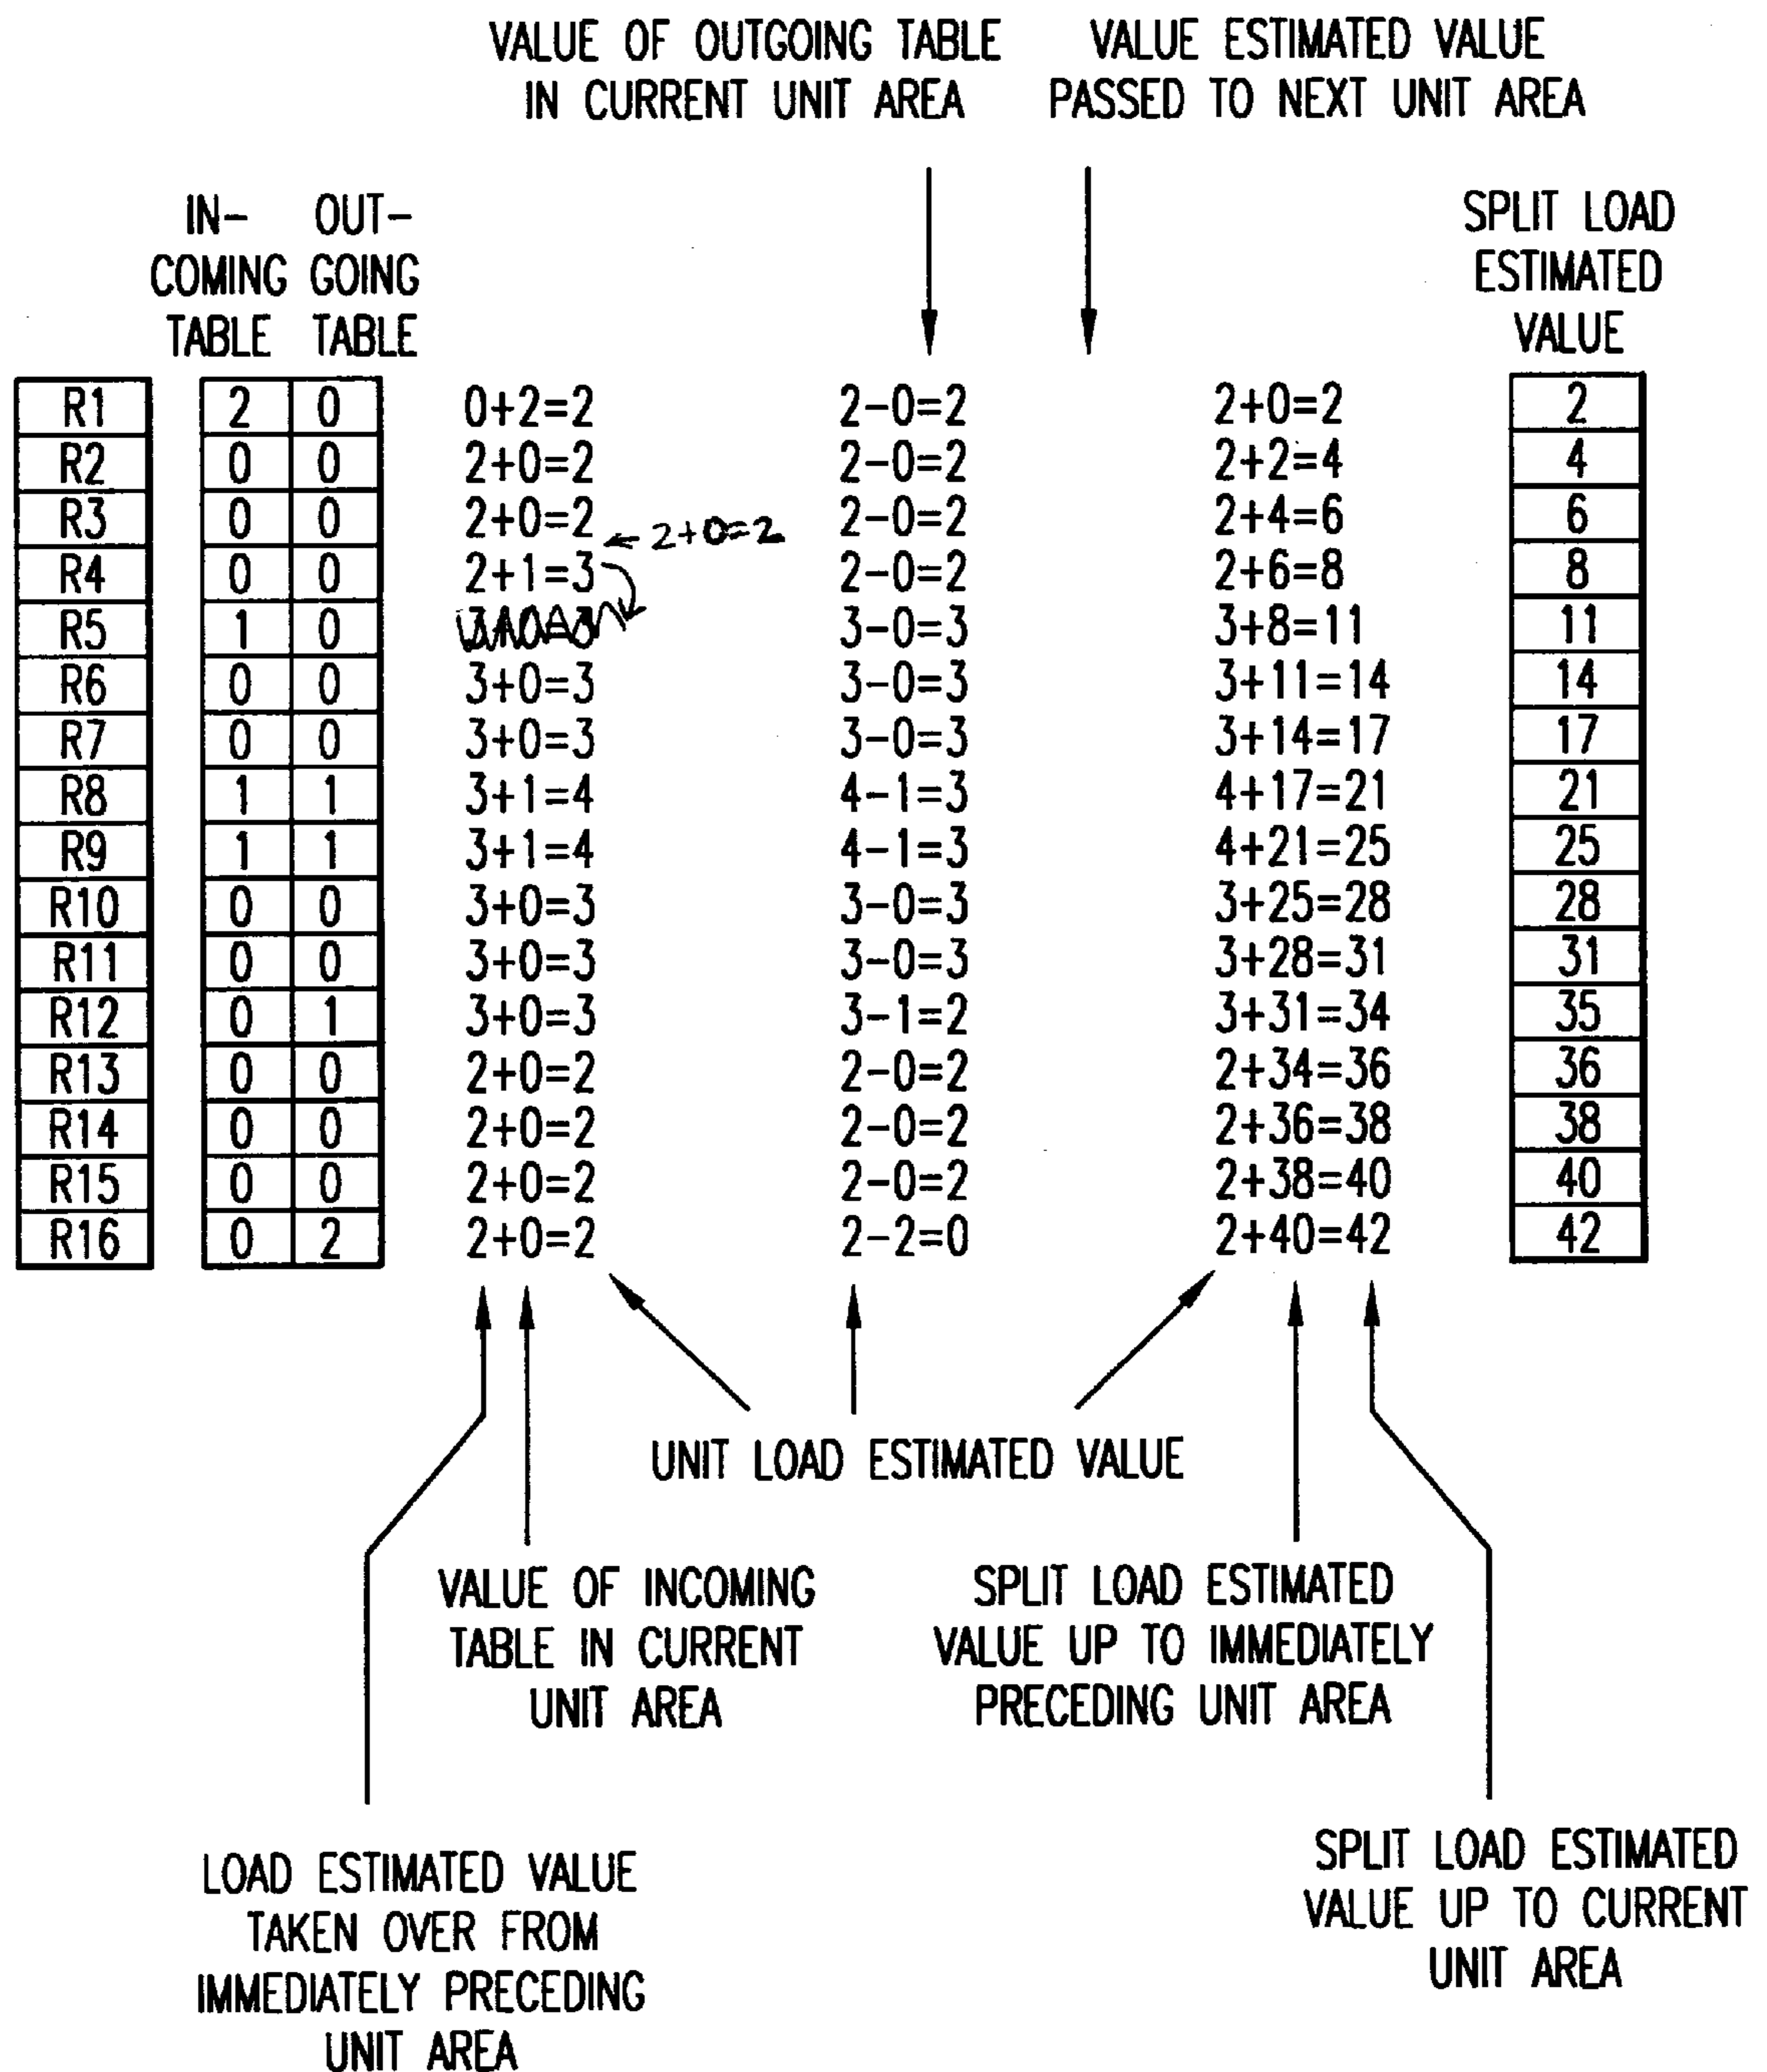 VALUE OF OUTGOING TABLE
IN CURRENT UNIT AREA
VALUE ESTIMATED VALUE
PASSED TO NEXT UNIT AREA
IN-
COMING
TABLE
OUT-
GOING
TABLE
SPLIT LOAD
ESTIMATED
VALUE
R1 2 0 0+2=2 2-0=2 2+0=2 2
R2 0 0 2+0=2 2-0=2 2+2=4 4
R3 0 0 2+0=2 2-0=2 2+4=6 6
← 2+0=2
R4 0 0 2+1=3 2-0=2 2+6=8 8
R5 1 0 3-0=3 3+8=11 11
R6 0 0 3+0=3 3-0=3 3+11=14 14
R7 0 0 3+0=3 3-0=3 3+14=17 17
R8 1 1 3+1=4 4-1=3 4+17=21 21
R9 1 1 3+1=4 4-1=3 4+21=25 25
R10 0 0 3+0=3 3-0=3 3+25=28 28
R11 0 0 3+0=3 3-0=3 3+28=31 31
R12 0 1 3+0=3 3-1=2 3+31=34 35
R13 0 0 2+0=2 2-0=2 2+34=36 36
R14 0 0 2+0=2 2-0=2 2+36=38 38
R15 0 0 2+0=2 2-0=2 2+38=40 40
R16 0 2 2+0=2 2-2=0 2+40=42 42
UNIT LOAD ESTIMATED VALUE
VALUE OF INCOMING
TABLE IN CURRENT
UNIT AREA
SPLIT LOAD ESTIMATED
VALUE UP TO IMMEDIATELY
PRECEDING UNIT AREA
LOAD ESTIMATED VALUE
TAKEN OVER FROM
IMMEDIATELY PRECEDING
UNIT AREA
SPLIT LOAD ESTIMATED
VALUE UP TO CURRENT
UNIT AREA